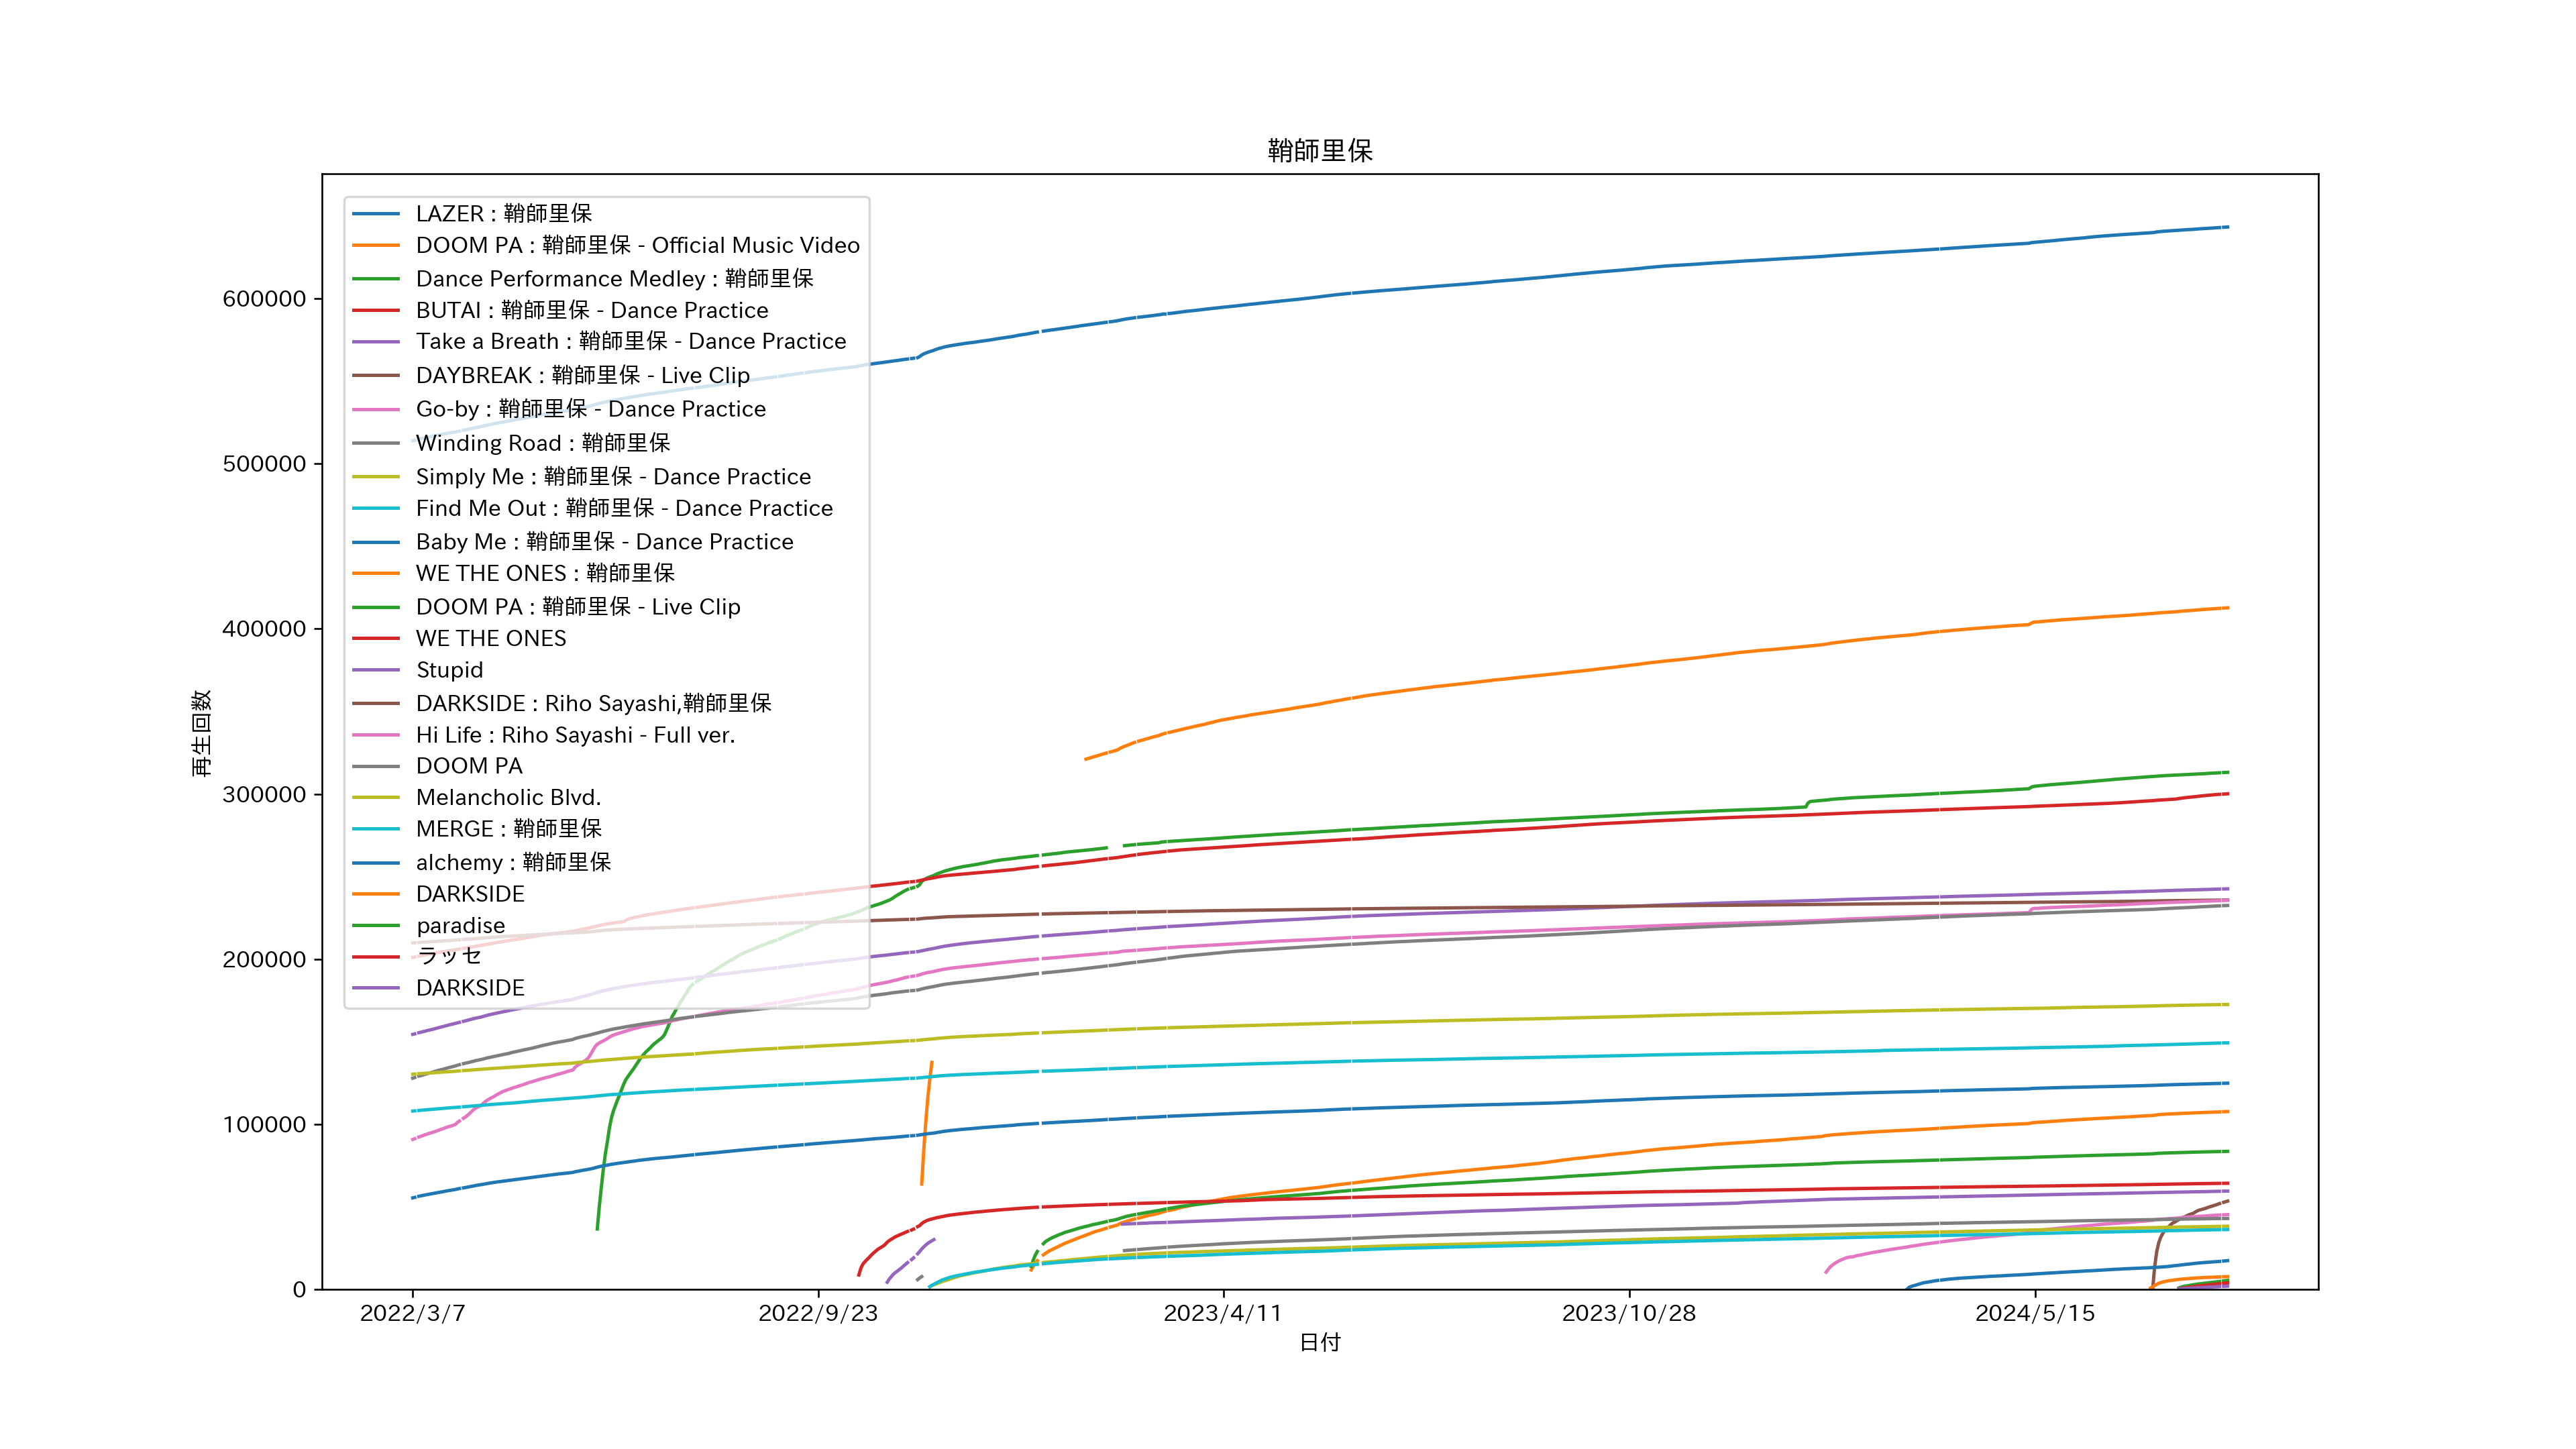 鞘師里保
LAZER : 鞘師里保
DOOM PA : 鞘師里保 - Official Music Video
Dance Performance Medley : 鞘師里保
BUTAI : 鞘師里保 - Dance Practice
Take a Breath : 鞘師里保 - Dance Practice
DAYBREAK : 鞘師里保 - Live Clip
Go-by : 鞘師里保 - Dance Practice
Winding Road : 鞘師里保
Simply Me : 鞘師里保 - Dance Practice
Find Me Out : 鞘師里保 - Dance Practice
Baby Me : 鞘師里保 - Dance Practice
WE THE ONES : 鞘師里保
DOOM PA : 鞘師里保 - Live Clip
WE THE ONES
Stupid
DARKSIDE : Riho Sayashi,鞘師里保
Hi Life : Riho Sayashi - Full ver.
DOOM PA
Melancholic Blvd.
MERGE : 鞘師里保
alchemy : 鞘師里保
DARKSIDE
paradise
ラッセ
DARKSIDE
再生回数
600000
500000
400000
300000
200000
100000
0
2022/3/7
2022/9/23
2023/4/11
2023/10/28
2024/5/15
日付